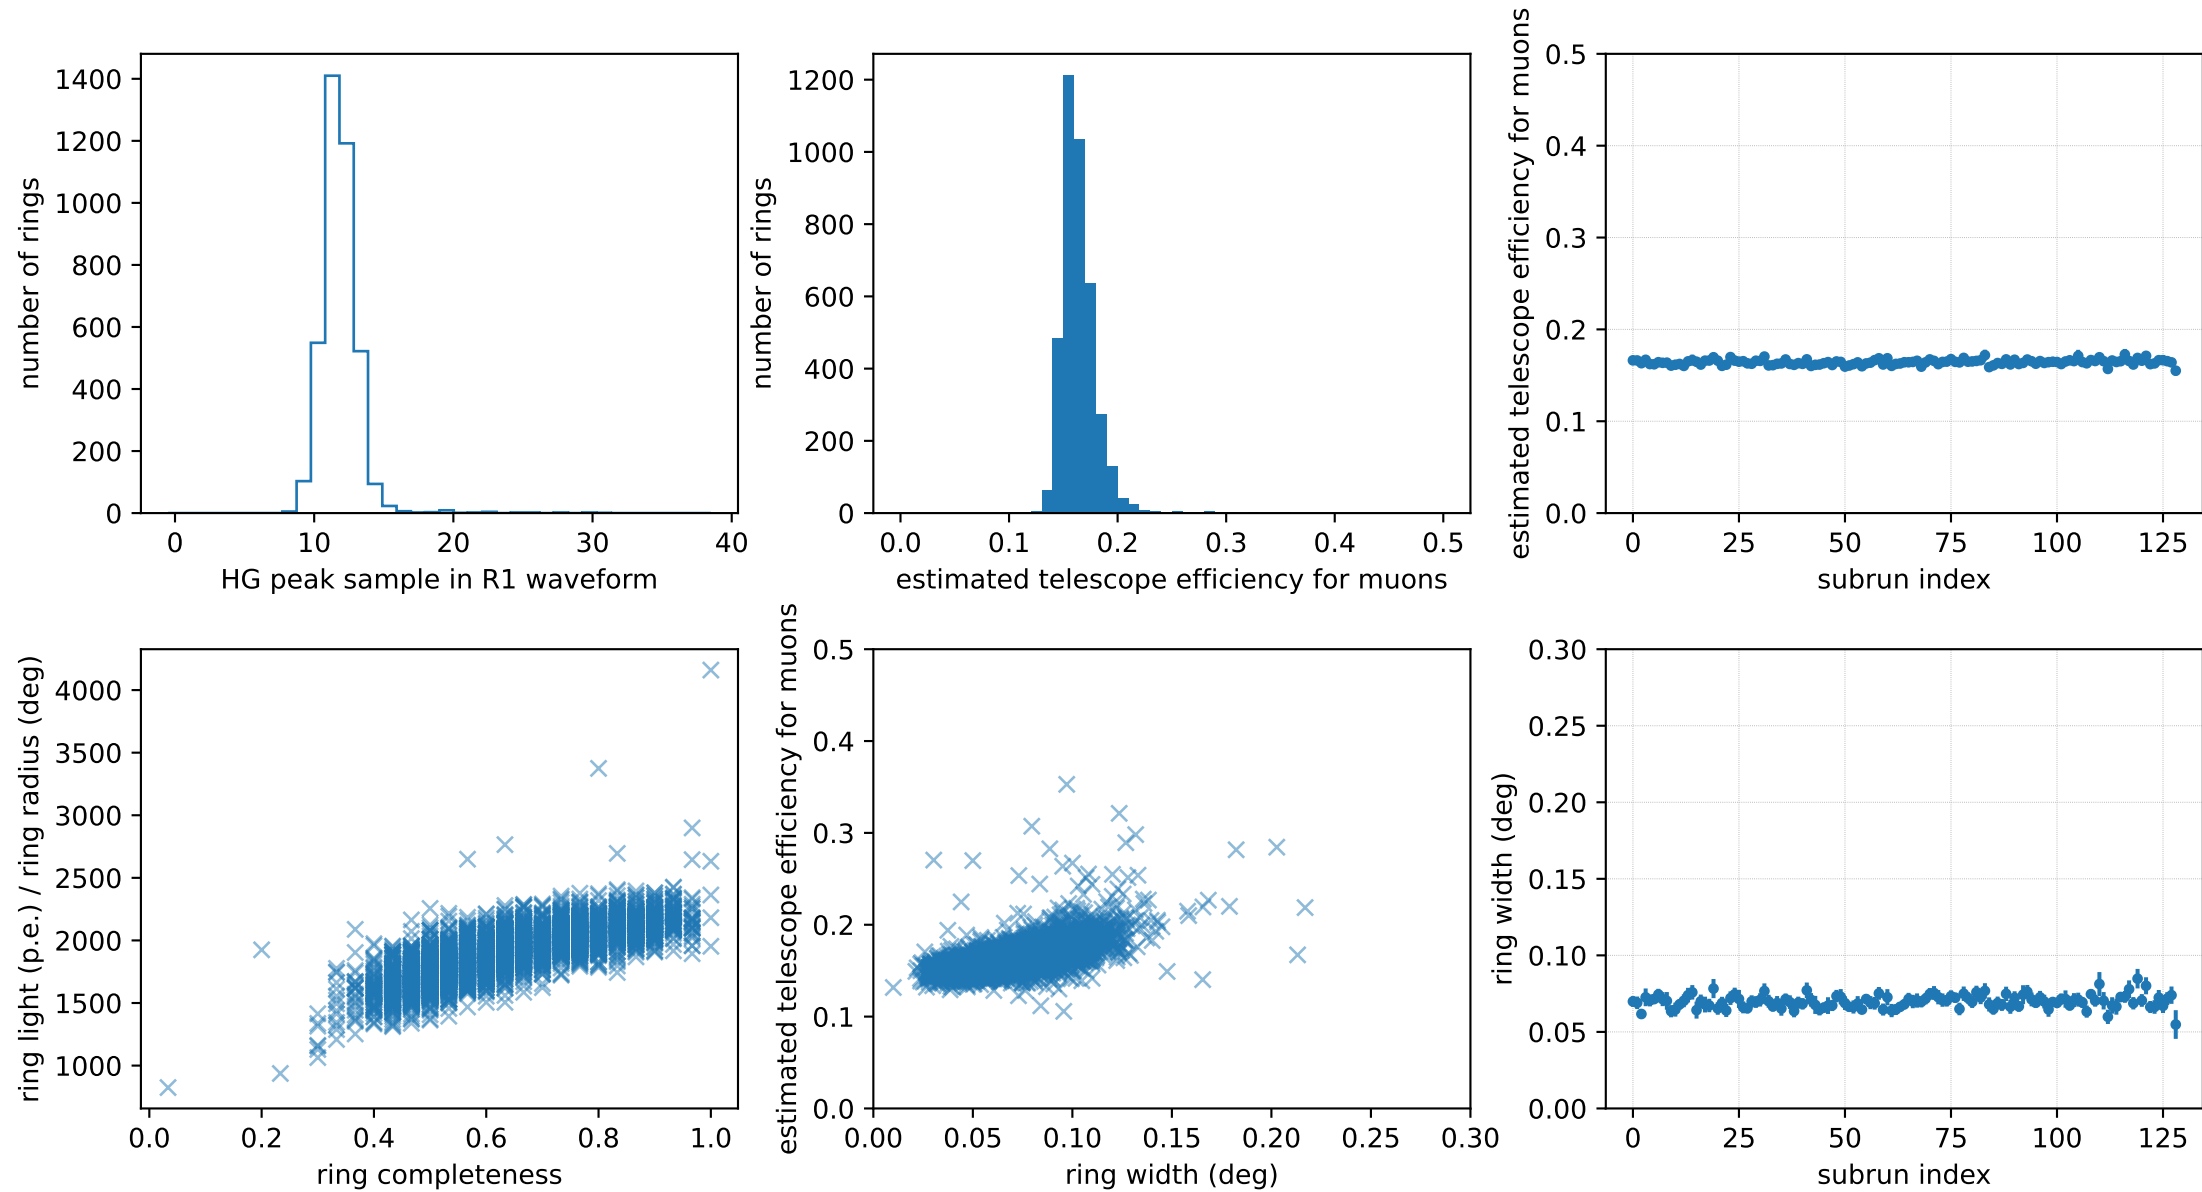 1400
1200
1000
800
600
400
200
0
number of rings
0 10 20 30 40
HG peak sample in R1 waveform
1200
1000
800
600
400
200
0
number of rings
0.0 0.1 0.2 0.3 0.4 0.5
estimated telescope efficiency for muons
0.5
0.4
0.3
0.2
0.1
0.0
estimated telescope efficiency for muons
0 25 50 75 100 125
subrun index
4000
3500
3000
2500
2000
1500
1000
ring light (p.e.) / ring radius (deg)
0.0 0.2 0.4 0.6 0.8 1.0
ring completeness
0.5
0.4
0.3
0.2
0.1
0.0
estimated telescope efficiency for muons
0.00 0.05 0.10 0.15 0.20 0.25 0.30
ring width (deg)
0.30
0.25
0.20
0.15
0.10
0.05
0.00
ring width (deg)
0 25 50 75 100 125
subrun index